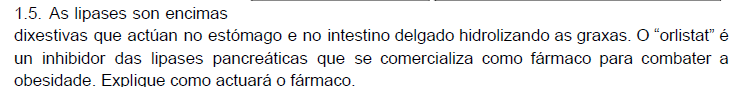 1.5. As lipases son encimas
dixestivas que actúan no estómago e no intestino delgado hidrolizando as graxas. O “orlistat” é
un inhibidor das lipases pancreáticas que se comercializa como fármaco para combater a
obesidade. Explique como actuará o fármaco.